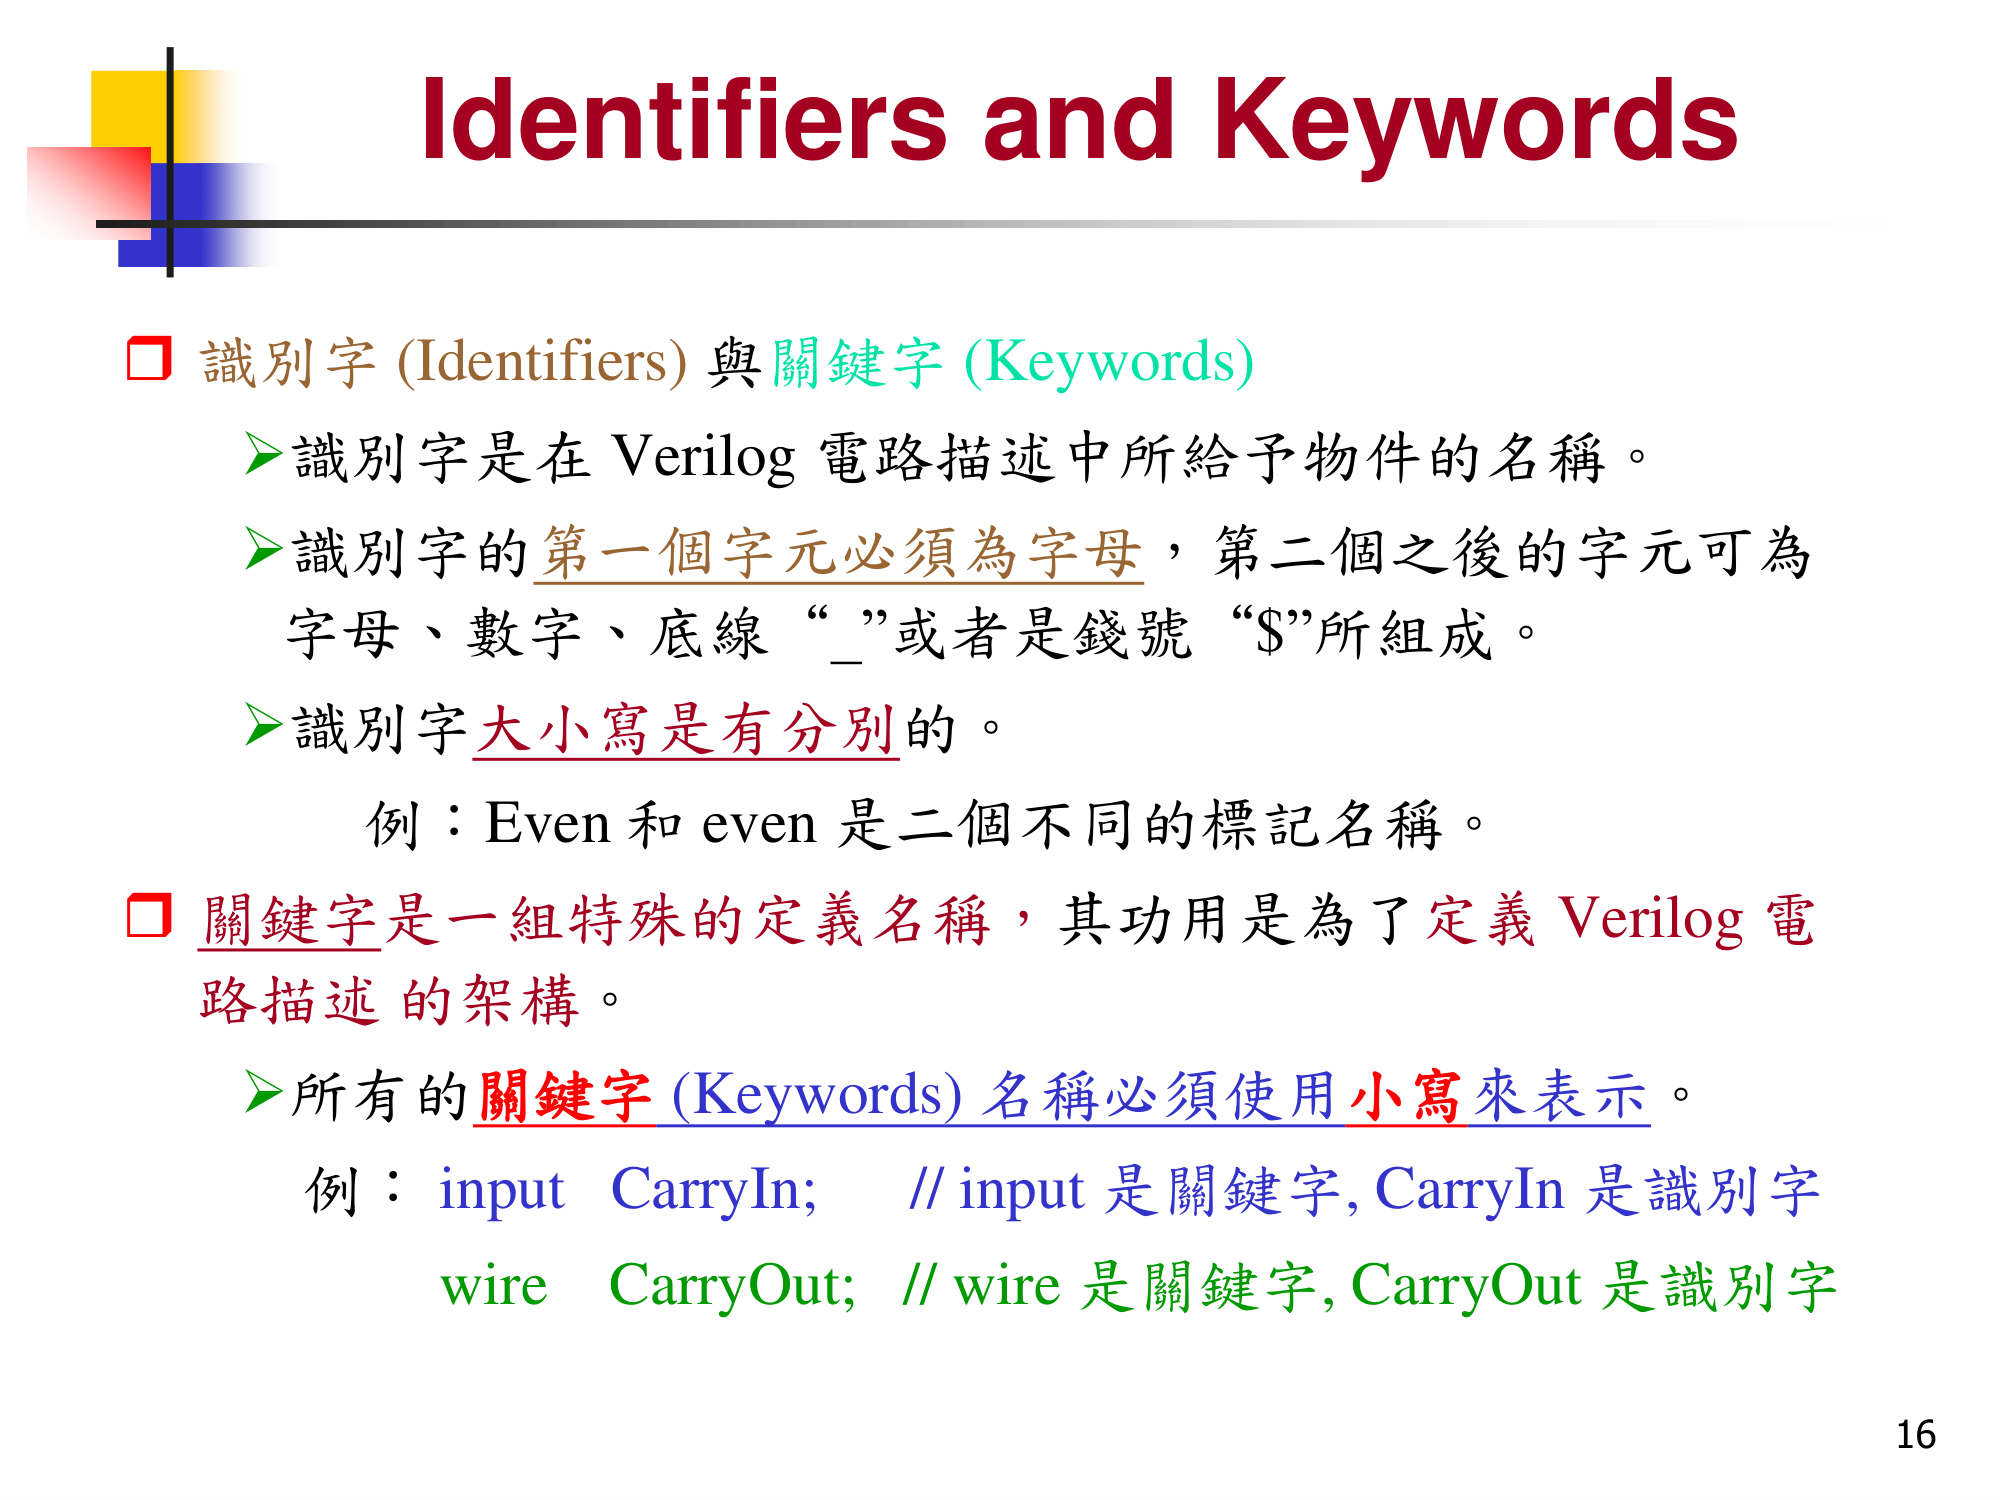 Identifiers and Keywords
識別字 (Identifiers) 與關鍵字 (Keywords)
識別字是在 Verilog 電路描述中所給予物件的名稱。
識別字的第一個字元必須為字母，第二個之後的字元可為
字母、數字、底線“_”或者是錢號“$”所組成。
識別字大小寫是有分別的。
例：Even 和 even 是二個不同的標記名稱。
關鍵字是一組特殊的定義名稱，其功用是為了定義 Verilog 電
路描述 的架構。
所有的關鍵字 (Keywords) 名稱必須使用小寫來表示。
例： input CarryIn; // input 是關鍵字, CarryIn 是識別字
wire CarryOut; // wire 是關鍵字, CarryOut 是識別字
16